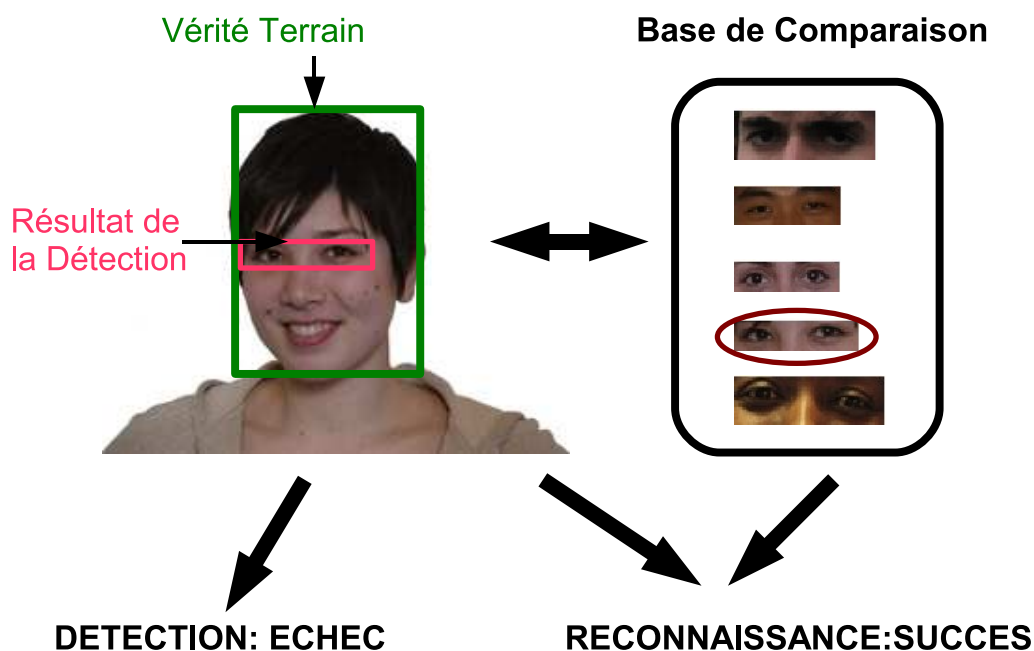 Vérité Terrain
Base de Comparaison
Résultat de
la Détection
DETECTION: ECHEC
RECONNAISSANCE:SUCCES